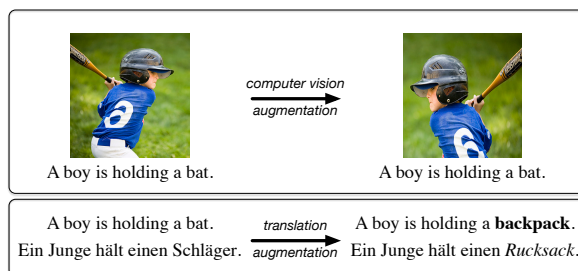 computer vision
augmentation
A boy is holding a bat.
A boy is holding a bat.
A boy is holding a bat.
Ein Junge hält einen Schläger.
translation
augmentation
A boy is holding a backpack.
Ein Junge hält einen Rucksack.